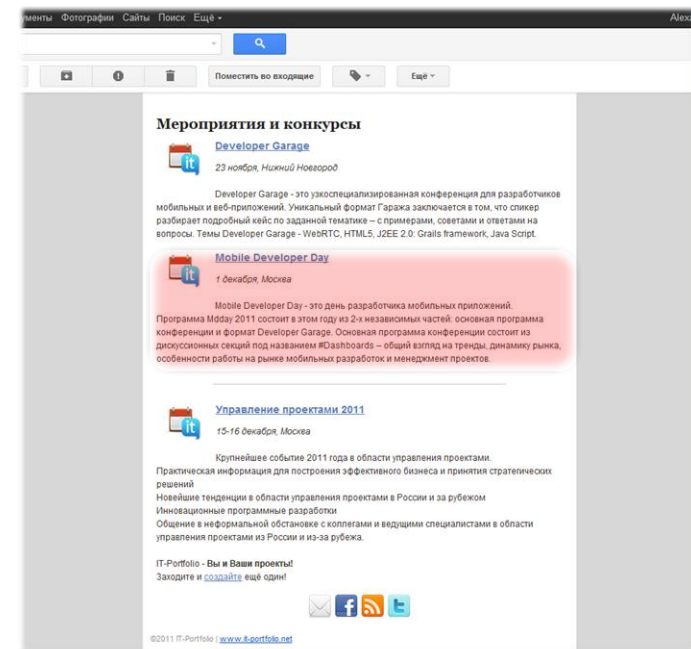 ументы Фотографии Сайты Поиск Ещё
Alex
Поместить во входящие
Ещё
Мероприятия и конкурсы
Developer Garage
23 ноября, Нижний Новгород
Developer Garage - это узкоспециализированная конференция для разработчиков
мобильных и веб-приложений. Уникальный формат Гаража заключается в том, что спикер
разбирает подробный кейс по заданной тематике – с примерами, советами и ответами на
вопросы. Темы Developer Garage - WebRTC, HTML5, J2EE 2.0: Grails framework, Java Script.
Mobile Developer Day
1 декабря, Москва
Mobile Developer Day - это день разработчика мобильных приложений.
Программа Mdday 2011 состоит в этом году из 2-х независимых частей: основная программа
конференции и формат Developer Garage. Основная программа конференции состоит из
дискуссионных секций под названием #Dashboards – общий взгляд на тренды, динамику рынка,
особенности работы на рынке мобильных разработок и менеджмент проектов.
Управление проектами 2011
15-16 декабря, Москва
Крупнейшее событие 2011 года в области управления проектами.
Практическая информация для построения эффективного бизнеса и принятия стратегических
решений
Новейшие тенденции в области управления проектами в России и за рубежом
Инновационные программные разработки
Общение в неформальной обстановке с коллегами и ведущими специалистами в области
управления проектами из России и из-за рубежа.
IT-Portfolio - Вы и Ваши проекты!
Заходите и создайте ещё один!
©2011 IT-Portfolio | www.it-portfolio.net